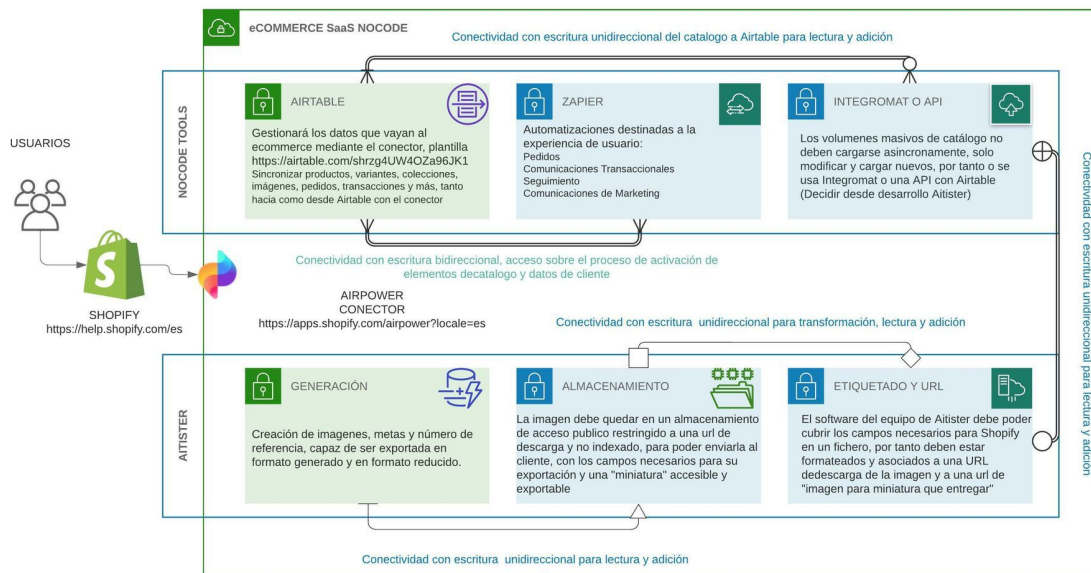 eCOMMERCE SaaS NOCODE
Conectividad con escritura unidireccional del catalogo a Airtable para lectura y adición
NOCODE TOOLS
AIRTABLE
Gestionará los datos que vayan al
ecommerce mediante el conector, plantilla
https://airtable.com/shrzg4UW4OZa96JK1
Sincronizar productos, variantes, colecciones,
imágenes, pedidos, transacciones y más, tanto
hacia como desde Airtable con el conector
ZAPIER
Automatizaciones destinadas a la
experiencia de usuario:
Pedidos
Comunicaciones Transaccionales
Seguimiento
Comunicaciones de Marketing
INTEGROMAT O API
Los volumenes masivos de catálogo no
deben cargarse asincronamente, solo
modificar y cargar nuevos, por tanto o se
usa Integromat o una API con Airtable
(Decidir desde desarrollo Aitister)
USUARIOS
SHOPIFY
https://help.shopify.com/es
Conectividad con escritura bidireccional, acceso sobre el proceso de activación de
elementos decatalogo y datos de cliente
AIRPOWER
CONECTOR
https://apps.shopify.com/airpower?locale=es
Conectividad con escritura unidireccional para transformación, lectura y adición
Conectividad con escritura unidireccional para lectura y adición
AITISTER
GENERACIÓN
Creación de imagenes, metas y número de
referencia, capaz de ser exportada en
formato generado y en formato reducido.
ALMACENAMIENTO
La imagen debe quedar en un almacenamiento
de acceso publico restringido a una url de
descarga y no indexado, para poder enviarla al
cliente, con los campos necesarios para su
exportación y una "miniatura" accesible y
exportable
ETIQUETADO Y URL
El software del equipo de Aitister debe poder
cubrir los campos necesarios para Shopify
en un fichero, por tanto deben estar
formateados y asociados a una URL
dedescarga de la imagen y a una url de
"imagen para miniatura que entregar"
Conectividad con escritura unidireccional para lectura y adición